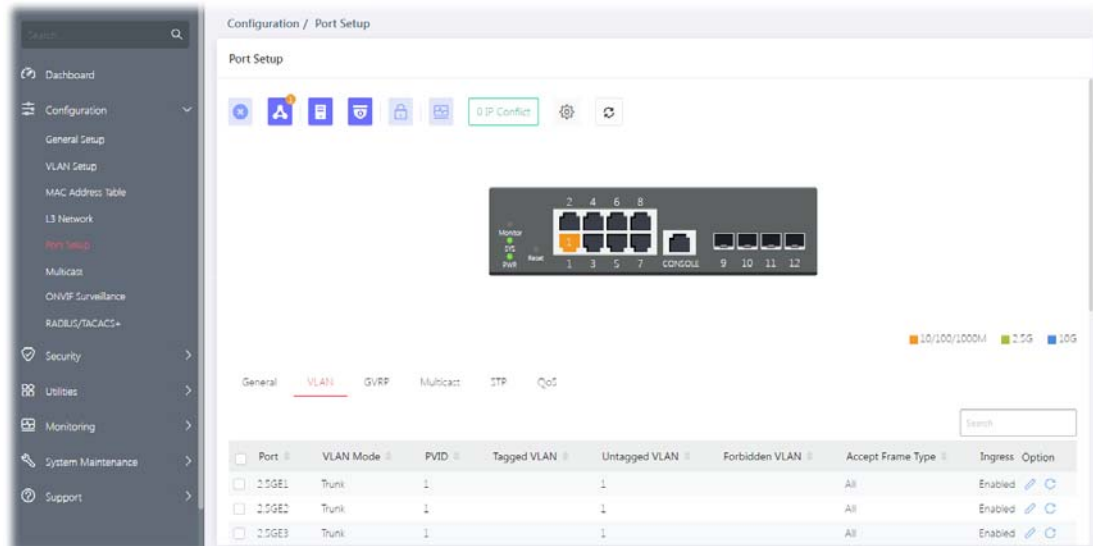 Search...
Dashboard
Configuration
General Setup
VLAN Setup
MAC Address Table
L3 Network
Port Setup
Multicast
ONVIF Surveillance
RADIUS/TACACS+
Security
Utilities
Monitoring
System Maintenance
Support
Configuration / Port Setup
Port Setup
0 IP Conflict
2 4 6 8
Monitor
SYS
PWR
Reset
1
1 3 5 7 CONSOLE 9 10 11 12
10/100/1000M 2.5G 10G
General VLAN GVRP Multicast STP QoS
Search
Port VLAN Mode PVID Tagged VLAN Untagged VLAN Forbidden VLAN Accept Frame Type Ingress Option
2.5GE1 Trunk 1 1 All Enabled
2.5GE2 Trunk 1 1 All Enabled
2.5GE3 Trunk 1 1 All Enabled